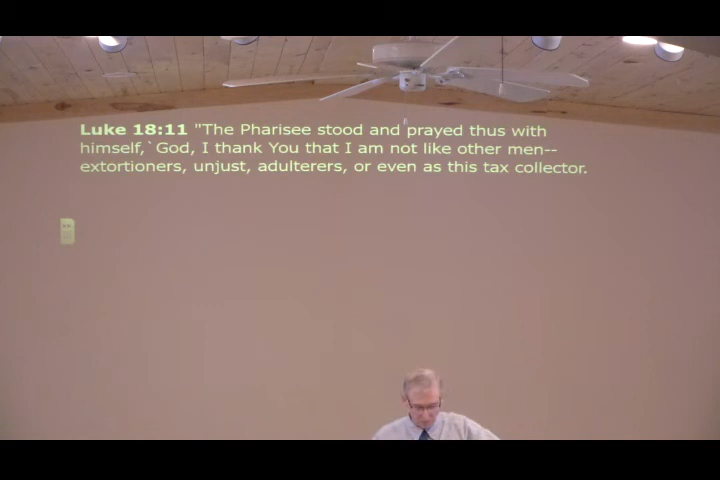 Luke 18:11 "The Pharisee stood and prayed thus with
himself,`God, I thank You that I am not like other men--
extortioners, unjust, adulterers, or even as this tax collector.